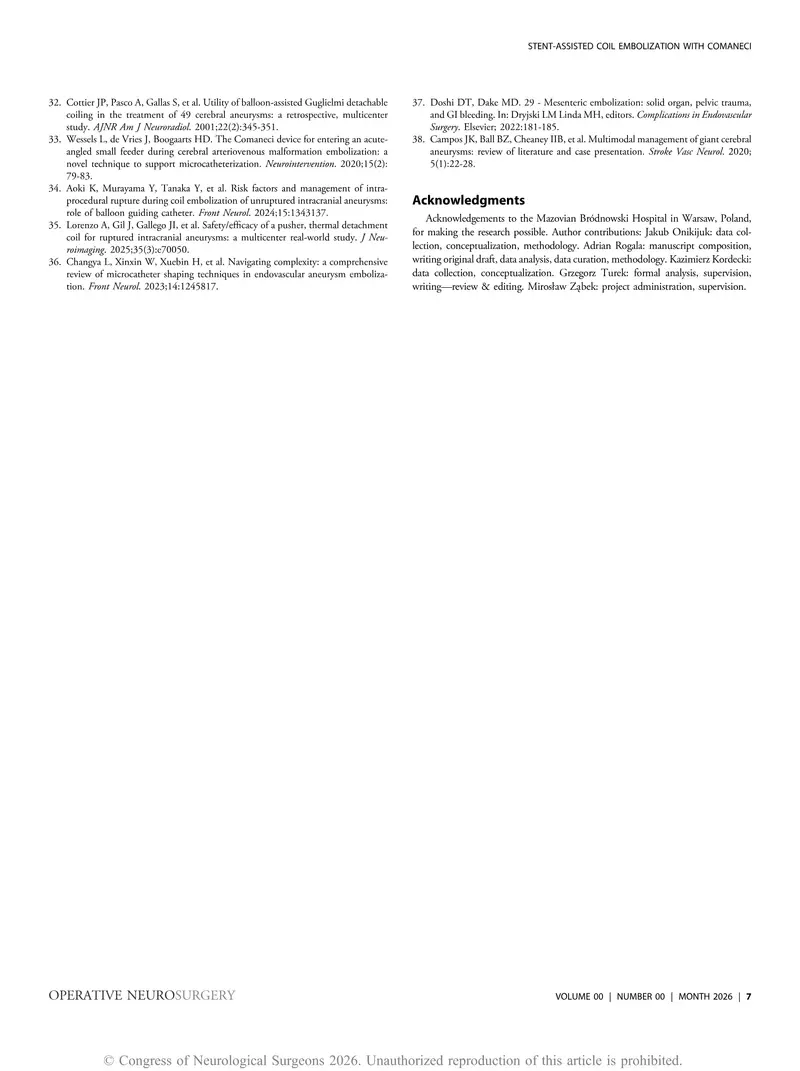 STENT-ASSISTED COIL EMBOLIZATION WITH COMANECI
32. Cottier JP, Pasco A, Gallas S, et al. Utility of balloon-assisted Guglielmi detachable
coiling in the treatment of 49 cerebral aneurysms: a retrospective, multicenter
study. AJNR Am J Neuroradiol. 2001;22(2):345-351.
33. Wessels L, de Vries J, Boogaarts HD. The Comaneci device for entering an acute-
angled small feeder during cerebral arteriovenous malformation embolization: a
novel technique to support microcatheterization. Neurointervention. 2020;15(2):
79-83.
34. Aoki K, Murayama Y, Tanaka Y, et al. Risk factors and management of intra-
procedural rupture during coil embolization of unruptured intracranial aneurysms:
role of balloon guiding catheter. Front Neurol. 2024;15:1343137.
35. Lorenzo A, Gil J, Gallego JI, et al. Safety/efficacy of a pusher, thermal detachment
coil for ruptured intracranial aneurysms: a multicenter real-world study. J Neu-
roimaging. 2025;35(3):e70050.
36. Changya L, Xinxin W, Xuebin H, et al. Navigating complexity: a comprehensive
review of microcatheter shaping techniques in endovascular aneurysm emboliza-
tion. Front Neurol. 2023;14:1245817.
37. Doshi DT, Dake MD. 29 - Mesenteric embolization: solid organ, pelvic trauma,
and GI bleeding. In: Dryjski LM Linda MH, editors. Complications in Endovascular
Surgery. Elsevier; 2022:181-185.
38. Campos JK, Ball BZ, Cheaney IIB, et al. Multimodal management of giant cerebral
aneurysms: review of literature and case presentation. Stroke Vasc Neurol. 2020;
5(1):22-28.
Acknowledgments
Acknowledgements to the Mazovian Bródnowski Hospital in Warsaw, Poland,
for making the research possible. Author contributions: Jakub Onikijuk: data col-
lection, conceptualization, methodology. Adrian Rogala: manuscript composition,
writing original draft, data analysis, data curation, methodology. Kazimierz Kordecki:
data collection, conceptualization. Grzegorz Turek: formal analysis, supervision,
writing—review & editing. Mirosław Ząbek: project administration, supervision.
OPERATIVE NEUROSURGERY
VOLUME 00 | NUMBER 00 | MONTH 2026 | 7
© Congress of Neurological Surgeons 2026. Unauthorized reproduction of this article is prohibited.